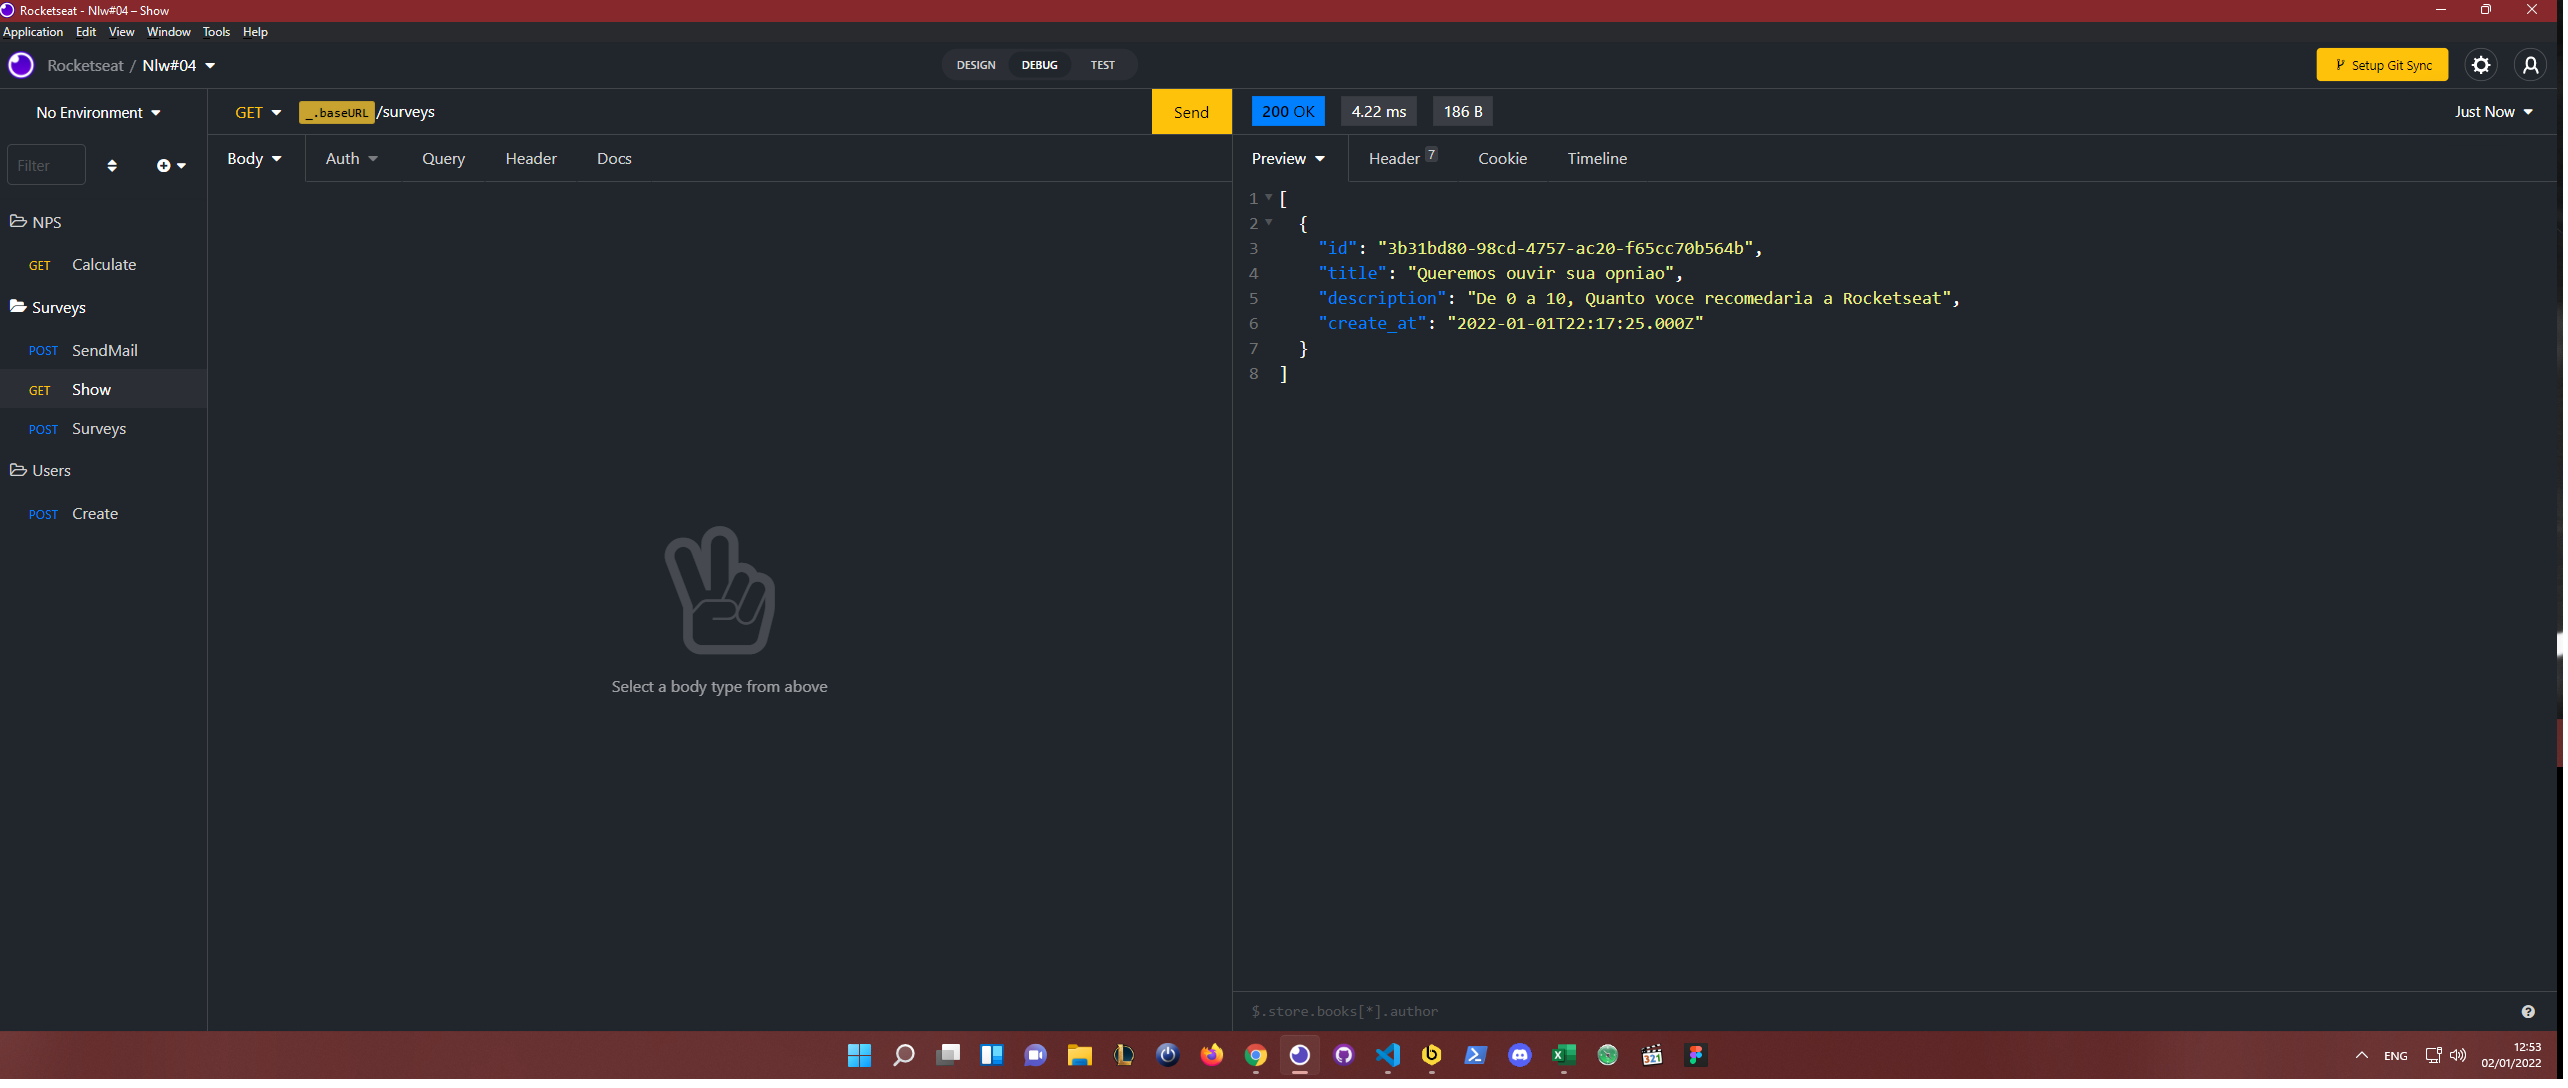 Rocketseat - Nlw#04 – Show
Application Edit View Window Tools Help
Rocketseat / Nlw#04
DESIGN DEBUG TEST
Setup Git Sync
No Environment
GET _.baseURL/surveys
Send
200 OK 4.22 ms 186 B
Just Now
Filter
Body Auth Query Header Docs
Preview Header 7 Cookie Timeline
NPS
GET Calculate
Surveys
POST SendMail
GET Show
POST Surveys
Users
POST Create
Select a body type from above
1 [
2 {
3 "id": "3b31bd80-98cd-4757-ac20-f65cc70b564b",
4 "title": "Queremos ouvir sua opniao",
5 "description": "De 0 a 10, Quanto voce recomedaria a Rocketseat",
6 "create_at": "2022-01-01T22:17:25.000Z"
7 }
8 ]
$.store.books[*].author
321
ENG
12:53
02/01/2022